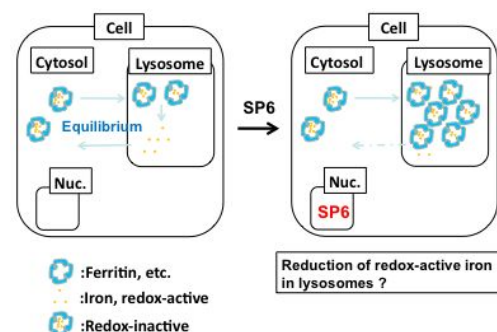 Cell
Cytosol
Lysosome
Equilibrium
Nuc.
SP6
Cell
Cytosol
Lysosome
Nuc.
SP6
:Ferritin, etc.
:Iron, redox-active
:Redox-inactive
Reduction of redox-active iron
in lysosomes ?